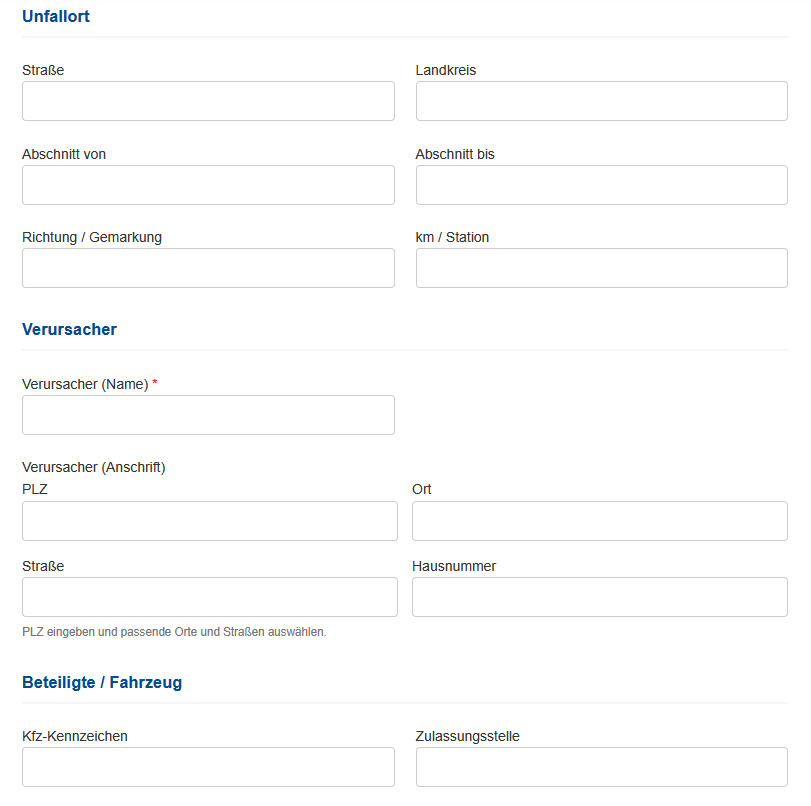 Unfallort
Straße Landkreis
Abschnitt von Abschnitt bis
Richtung / Gemarkung km / Station
Verursacher
Verursacher (Name) *
Verursacher (Anschrift)
PLZ Ort
Straße Hausnummer
PLZ eingeben und passende Orte und Straßen auswählen.
Beteiligte / Fahrzeug
Kfz-Kennzeichen Zulassungsstelle